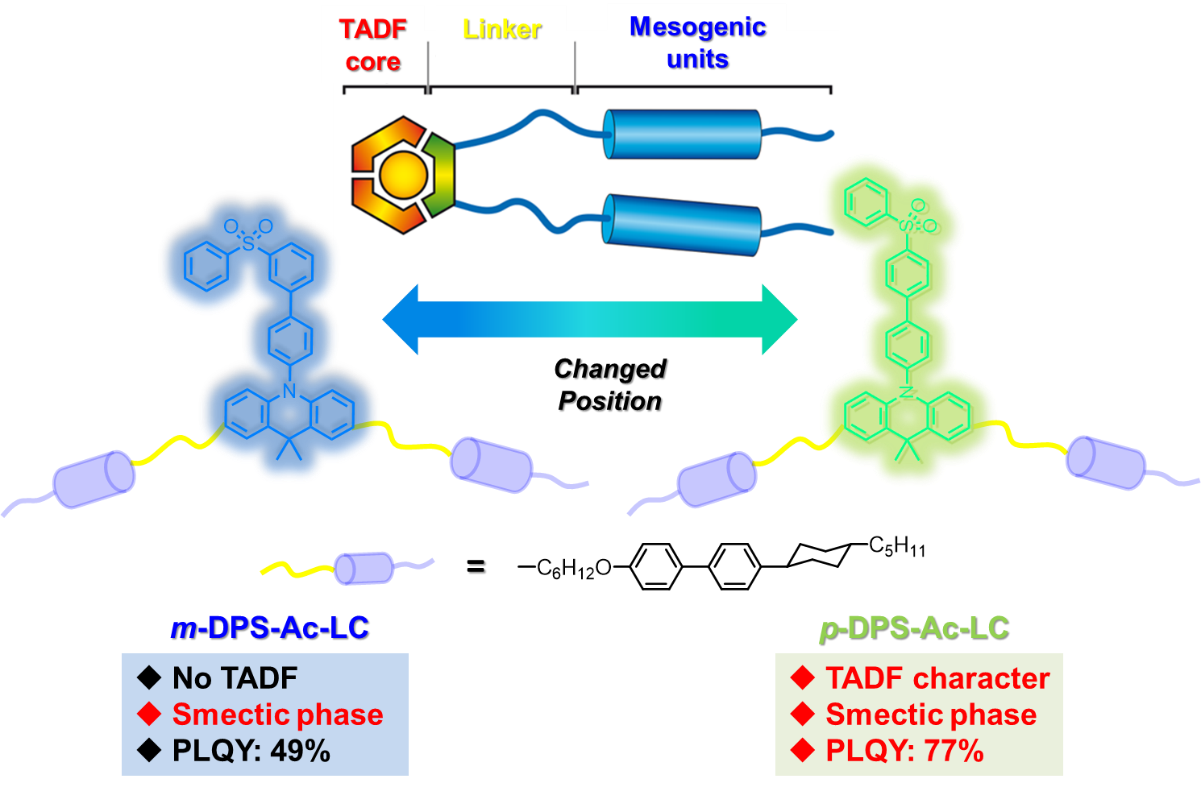 TADF
core
Linker
Mesogenic
units
O
O
S
N
S
O
O
N
Changed
Position
=
C6H12O
C5H11
m-DPS-Ac-LC
◆ No TADF
◆ Smectic phase
◆ PLQY: 49%
p-DPS-Ac-LC
◆ TADF character
◆ Smectic phase
◆ PLQY: 77%